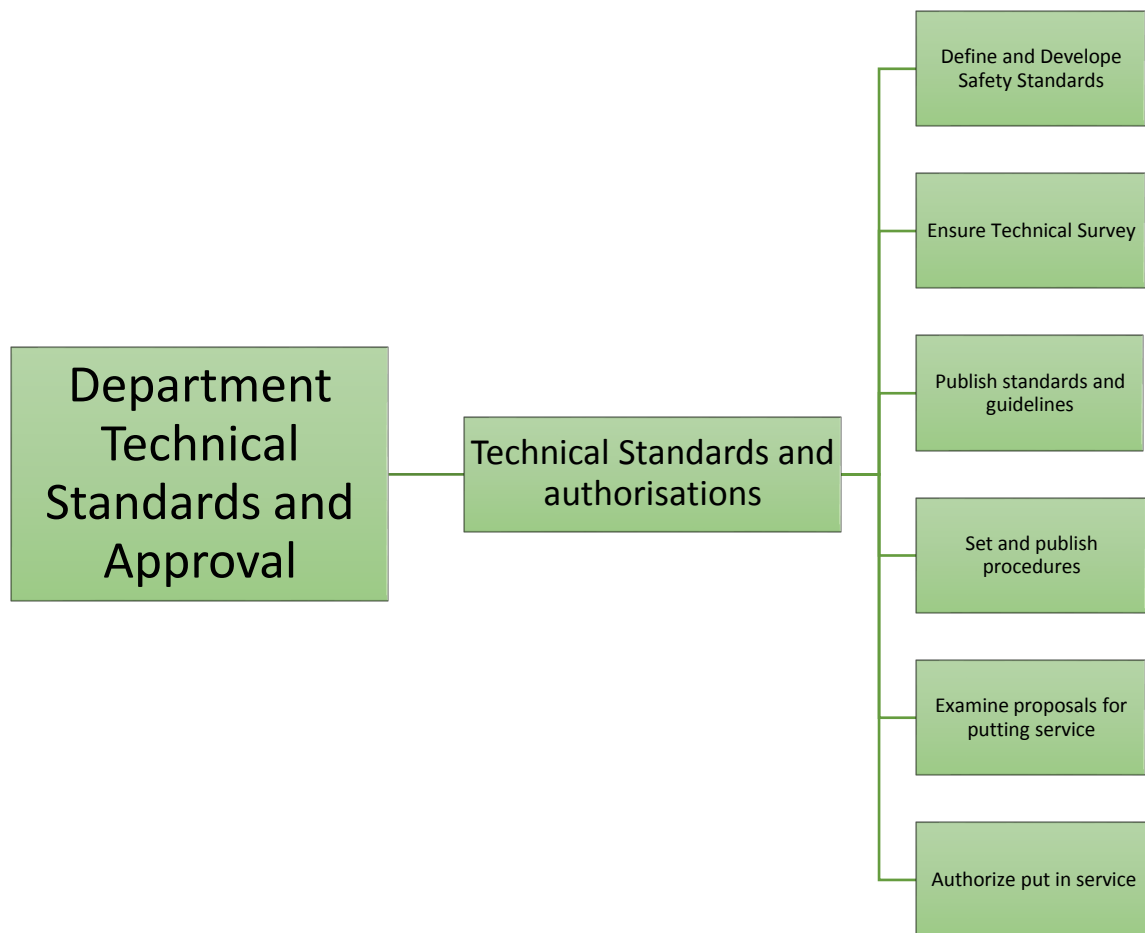 Department
Technical
Standards and
Approval
Technical Standards and
authorisations
Define and Develope
Safety Standards
Ensure Technical Survey
Publish standards and
guidelines
Set and publish
procedures
Examine proposals for
putting service
Authorize put in service